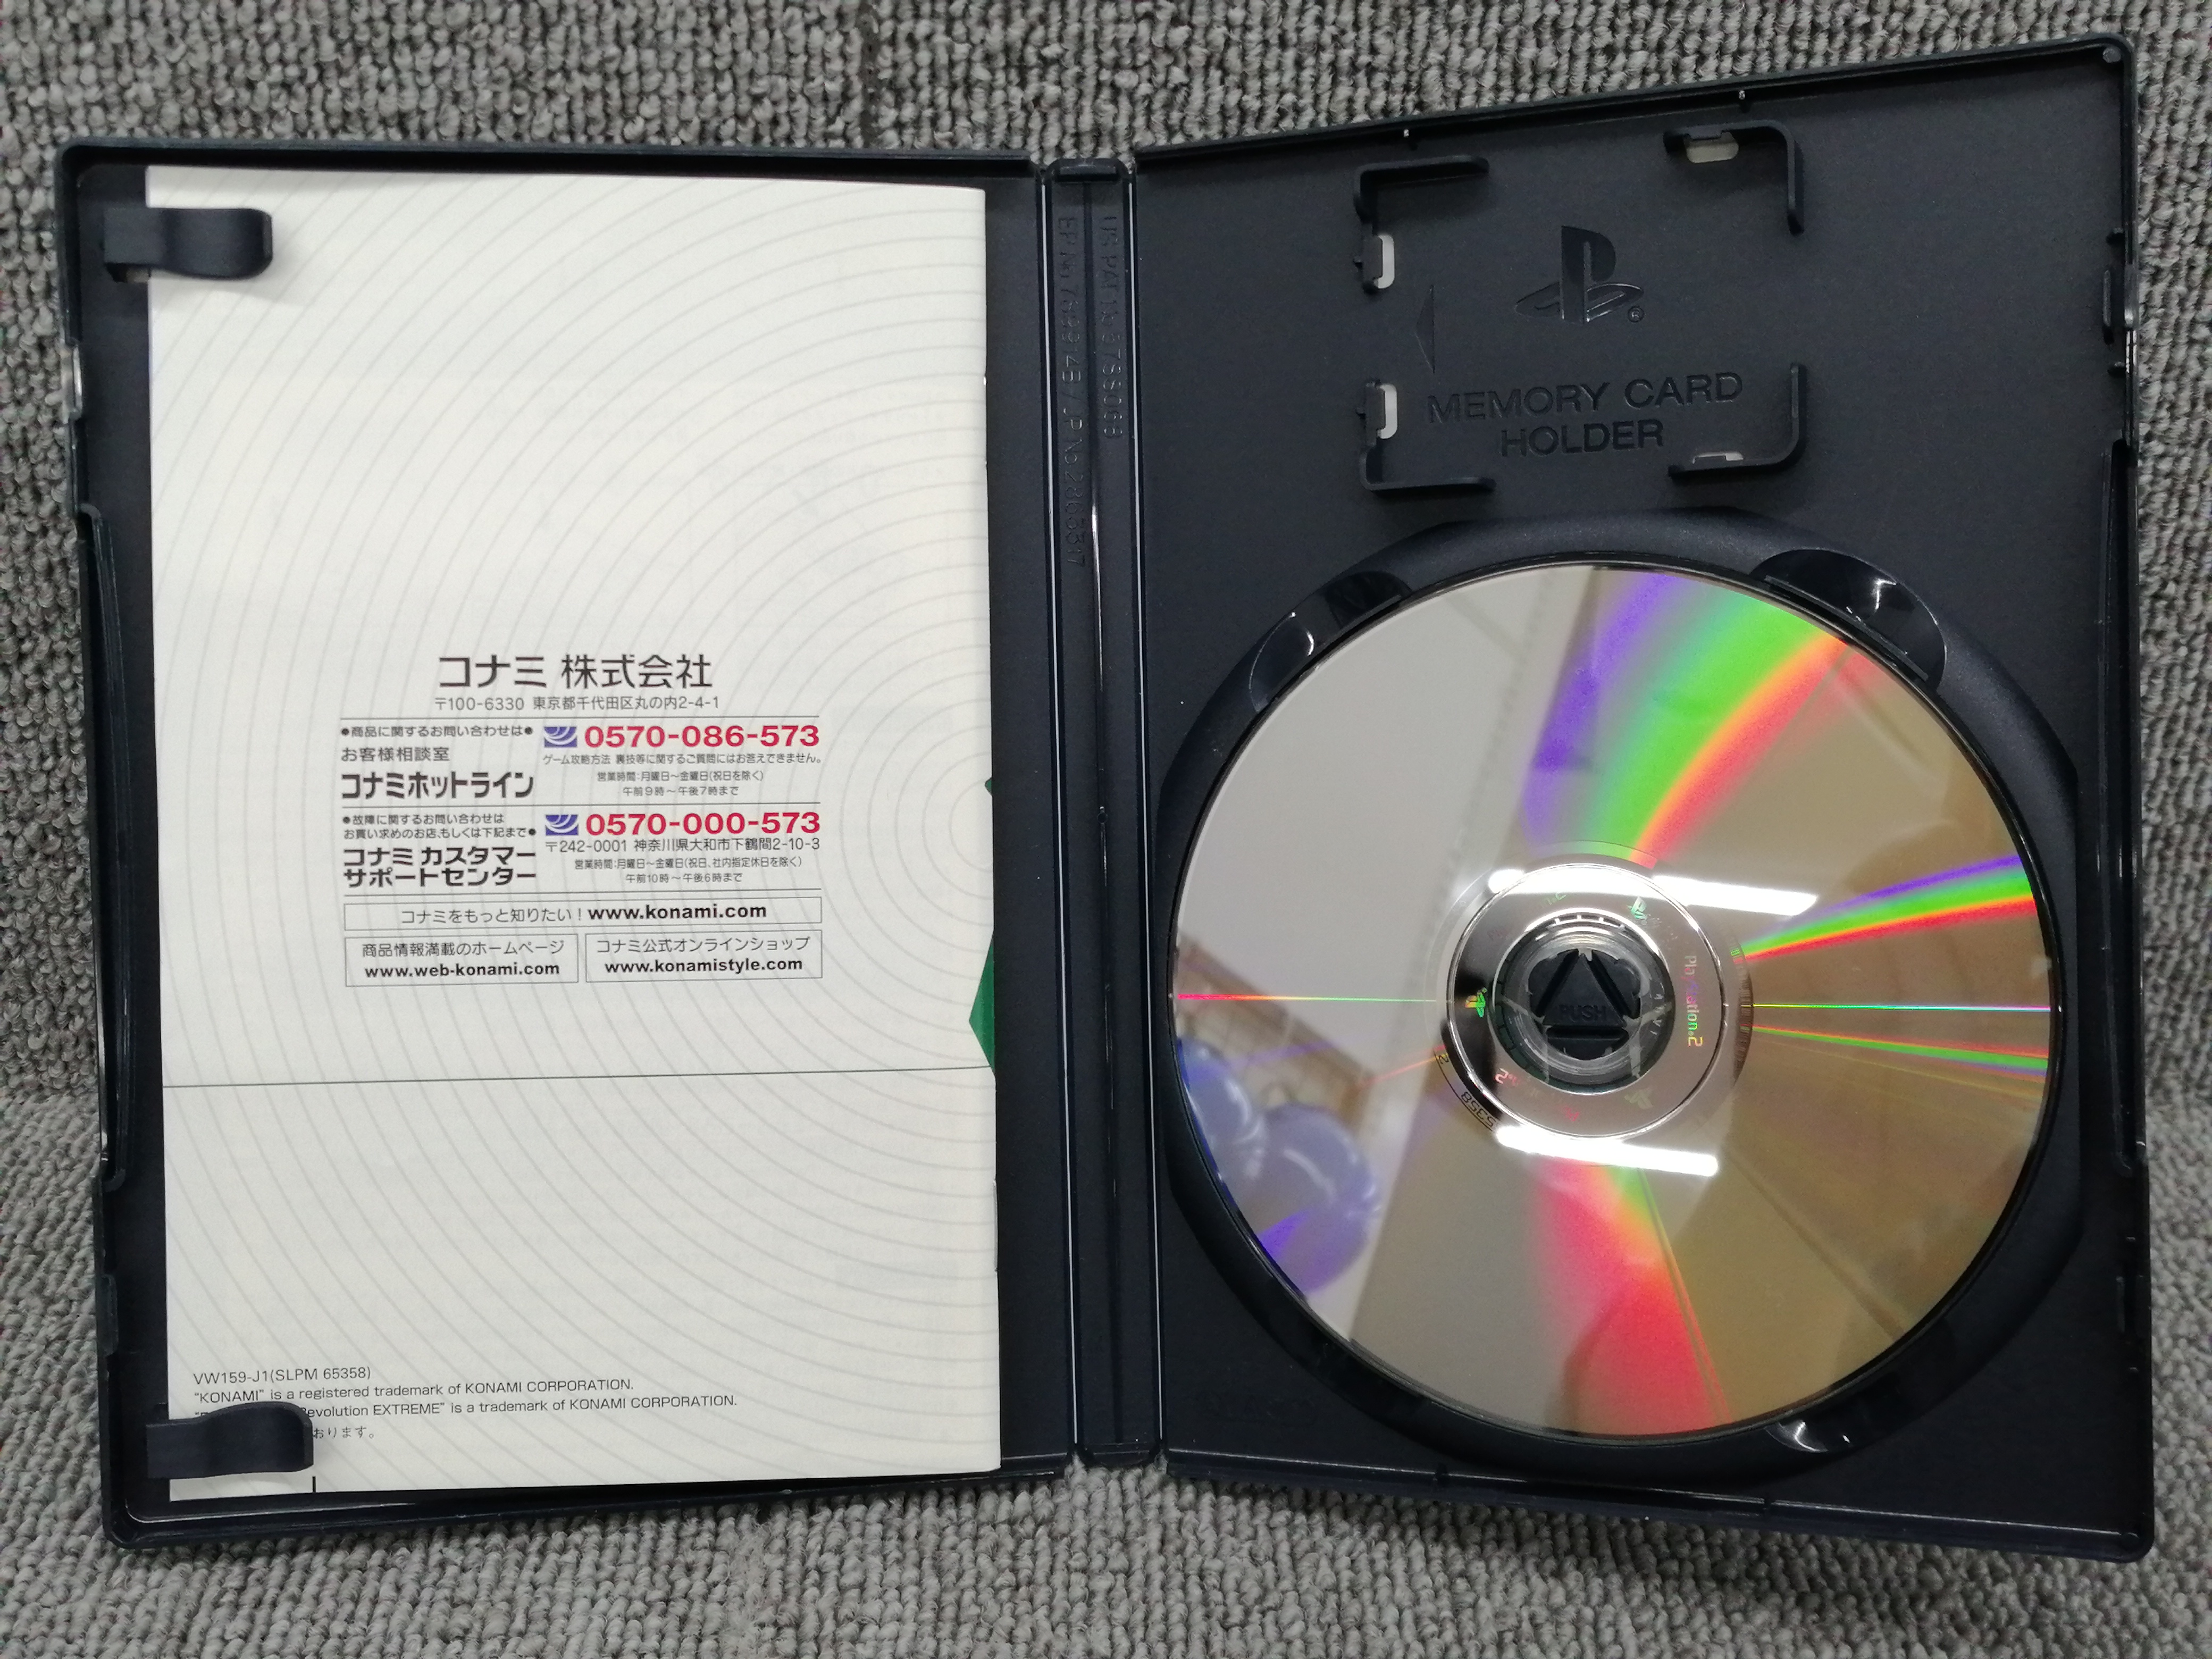 コナミ 株式会社
〒100-6330 東京都千代田区丸の内2-4-1
●商品に関するお問い合わせは●
お客様相談室
コナミホットライン
0570-086-573
ゲーム攻略方法 裏技等に関するご質問にはお答えできません。
営業時間:月曜日～金曜日(祝日を除く)
午前9時～午後7時まで
●故障に関するお問い合わせは
お買い求めのお店、もしくは下記まで●
コナミ カスタマー
サポートセンター
0570-000-573
〒242-0001 神奈川県大和市下鶴間2-10-3
営業時間:月曜日～金曜日(祝日、社内指定休日を除く)
午前10時～午後6時まで
コナミをもっと知りたい！www.konami.com
商品情報満載のホームページ
www.web-konami.com
コナミ公式オンラインショップ
www.konamistyle.com
VW159-J1(SLPM 65358)
"KONAMI" is a registered trademark of KONAMI CORPORATION.
evolution EXTREME" is a trademark of KONAMI CORPORATION.
おります。
MEMORY CARD
HOLDER
PUSH